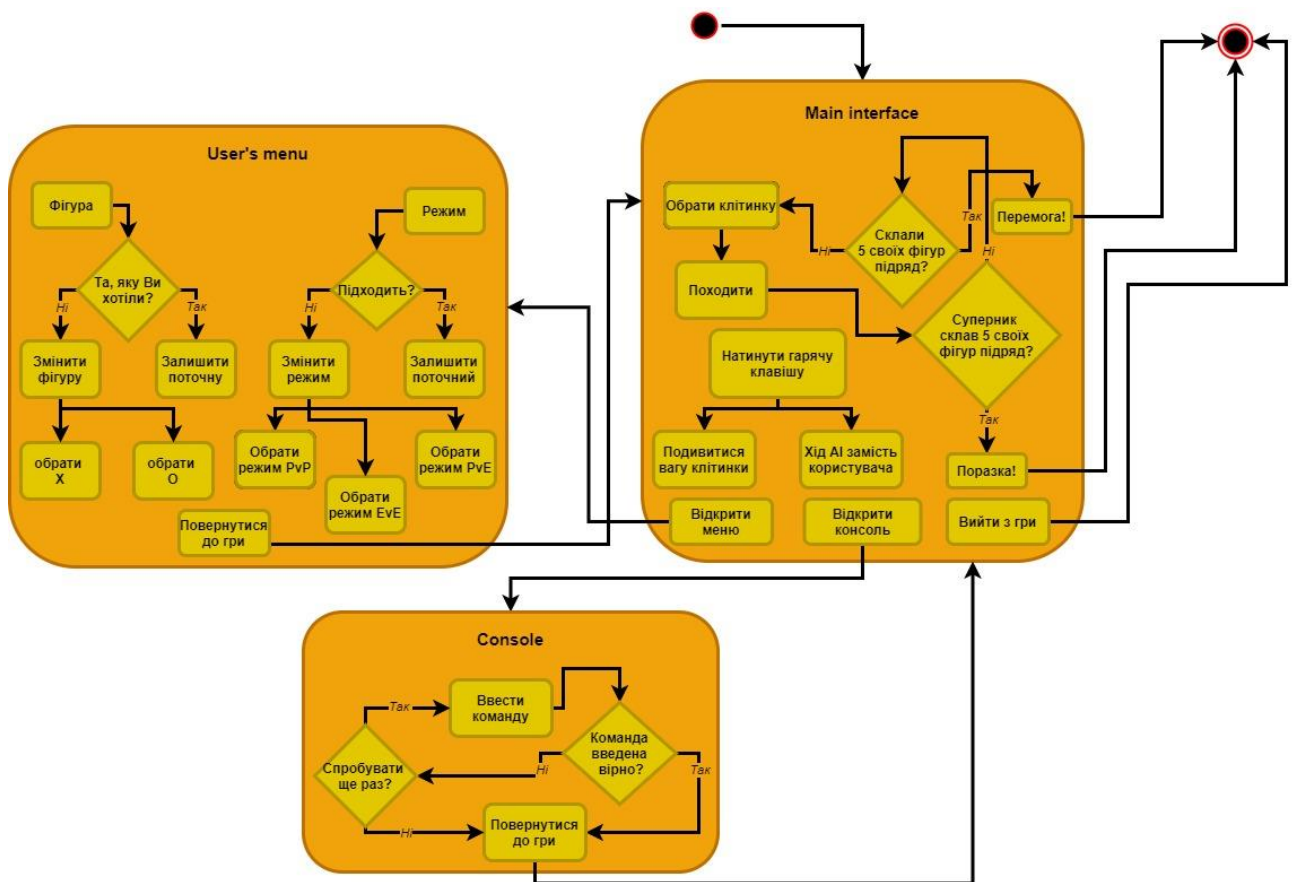 Main interface
Обрати клітинку
Склали
5 своїх фігур
підряд?
Ні
Так
Перемога!
Ні
Походити
Суперник
склав 5 своїх
фігур підряд?
Натинути гарячу
клавішу
Так
Подивитися
вагу клітинки
Хід AI замість
користувача
Поразка!
Відкрити
меню
Відкрити
консоль
Вийти з гри
User's menu
Фігура
Режим
Та, яку Ви
хотіли?
Підходить?
Ні
Так
Ні
Так
Змінити
фігуру
Залишити
поточну
Змінити
режим
Залишити
поточний
обрати
X
обрати
O
Обрати
режим PvP
Обрати
режим EvE
Обрати
режим PvE
Повернутися
до гри
Console
Так
Ввести
команду
Команда
введена
вірно?
Спробувати
ще раз?
Ні
Так
Ні
Повернутися
до гри